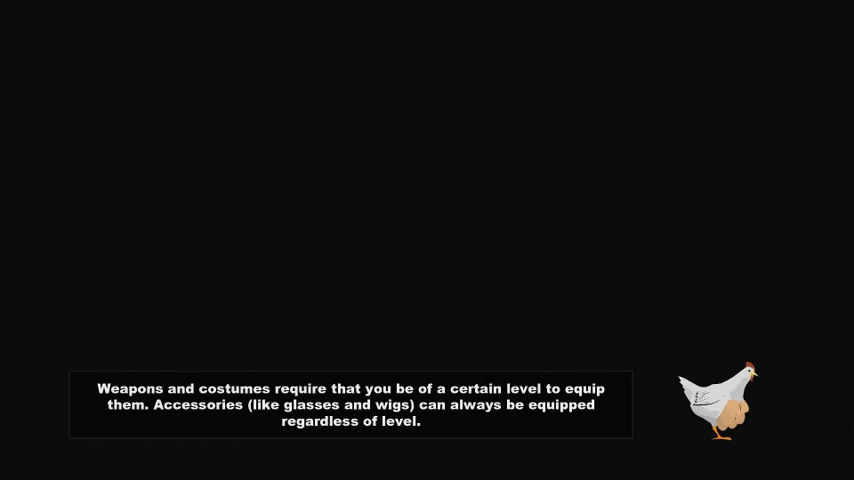 Weapons and costumes require that you be of a certain level to equip
them. Accessories (like glasses and wigs) can always be equipped
regardless of level.